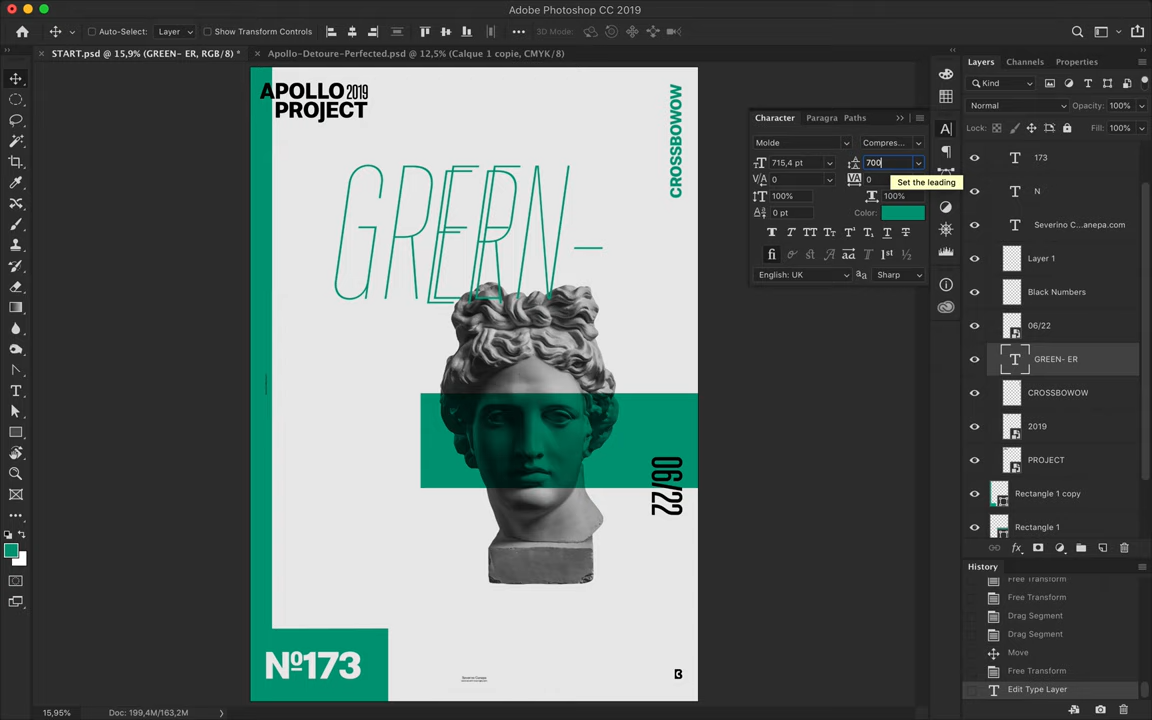 Adobe Photoshop CC 2019
Auto-Select: Layer Show Transform Controls 3D Mode:
START.psd @ 15,9% (GREEN- ER, RGB/8) * Apollo-Detoure-Perfected.psd @ 12,5% (Calque 1 copie, CMYK/8)
APOLLO 2019
PROJECT
CROSSBOWOW
GREEN-
ER
06/22
Nº173
Character Paragra Paths
Molde Compres...
715,4 pt 700
0 0
Set the leading
100% 100%
0 pt Color:
English: UK Sharp
Layers Channels Properties
Kind
Normal Opacity: 100%
Lock: Fill: 100%
173
N
Severino C...anepa.com
Layer 1
Black Numbers
06/22
GREEN- ER
CROSSBOWOW
2019
PROJECT
Rectangle 1 copy
Rectangle 1
History
Free Transform
Free Transform
Drag Segment
Drag Segment
Move
Free Transform
Edit Type Layer
15,95% Doc: 199,4M/163,2M